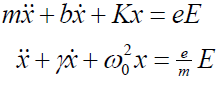 mẍ + bẋ + Kx = eE
ẍ + γẋ + ω₀²x = e/m E